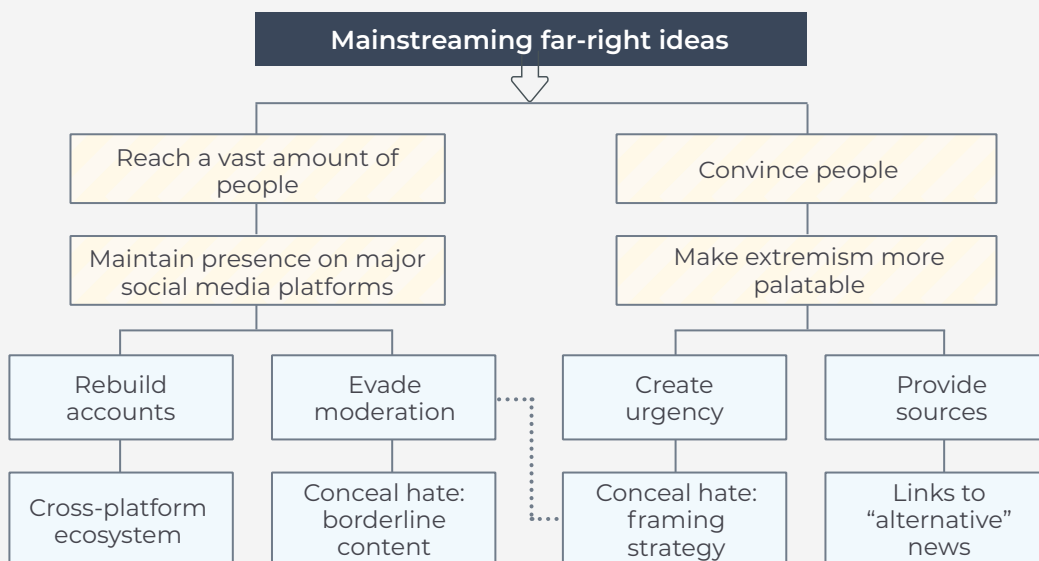 Mainstreaming far-right ideas
Reach a vast amount of
people
Convince people
Maintain presence on major
social media platforms
Make extremism more
palatable
Rebuild
accounts
Evade
moderation
Create
urgency
Provide
sources
Cross-platform
ecosystem
Conceal hate:
borderline
content
Conceal hate:
framing
strategy
Links to
“alternative”
news